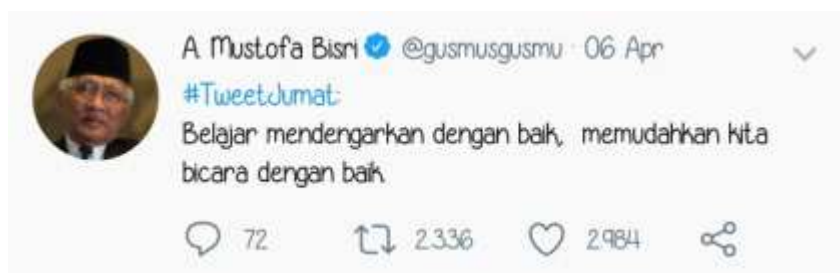 A Mustofa Bisri @gusmusgusmu · 06 Apr
#TweetJumat:
Belajar mendengarkan dengan baik, memudahkan kita
bicara dengan baik
72 2336 2984